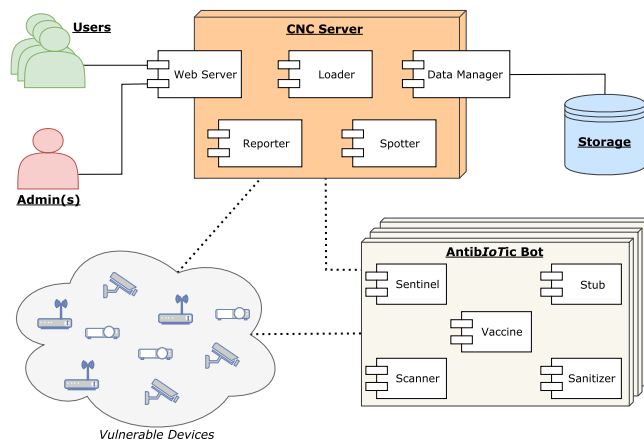 Users
CNC Server
Web Server
Loader
Data Manager
Reporter
Spotter
Storage
Admin(s)
AntibIoTic Bot
Sentinel
Stub
Vaccine
Scanner
Sanitizer
Vulnerable Devices